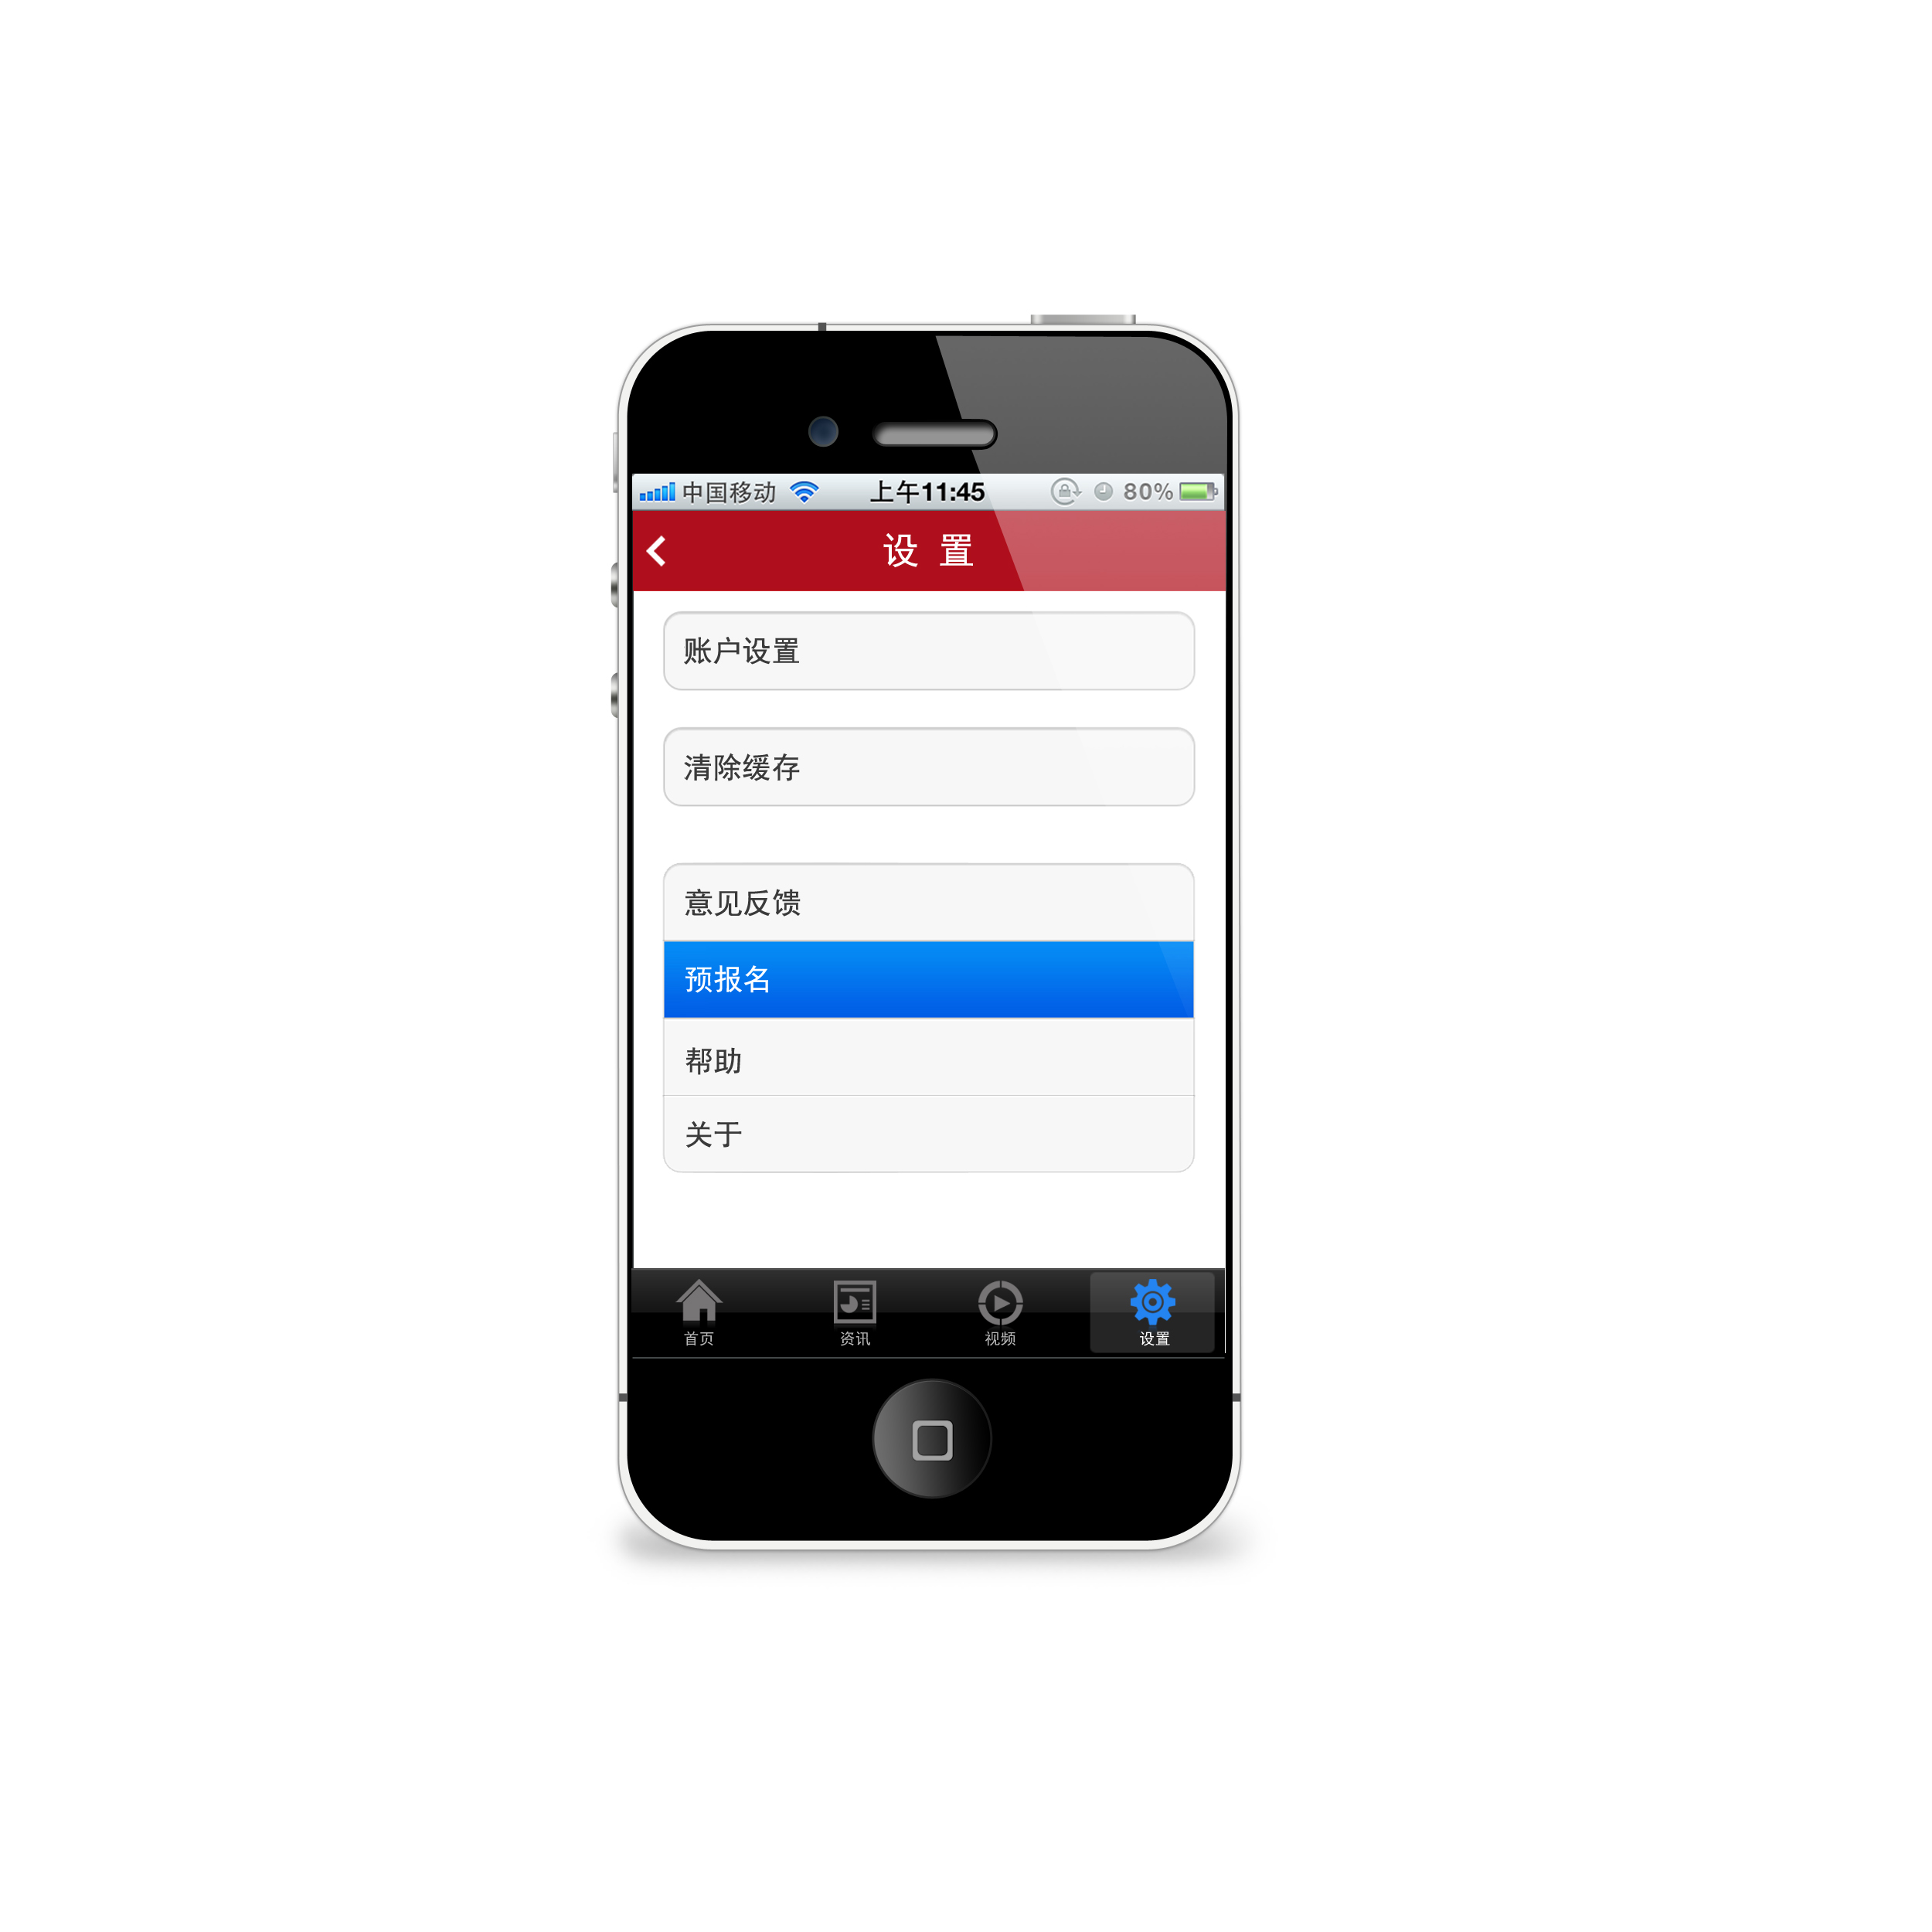 中国移动 上午11:45 80%
设 置
账户设置
清除缓存
意见反馈
预报名
帮助
关于
首页 资讯 视频 设置